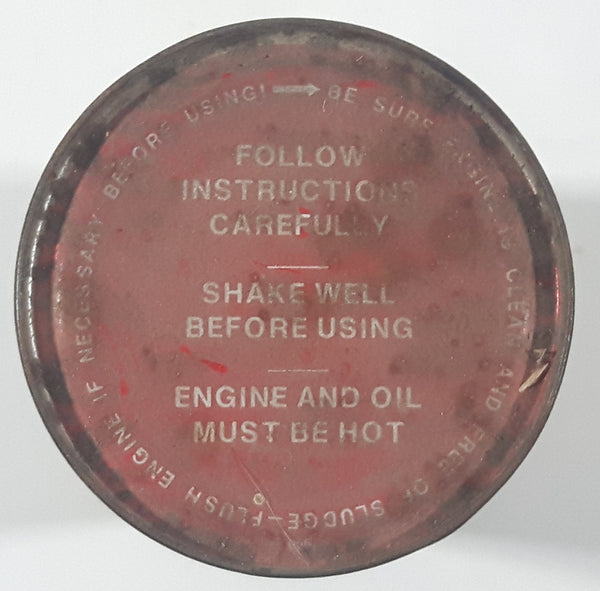 BE SURE ENGINE IS CLEAN AND FREE OF SLUDGE-FLUSH ENGINE IF NECESSARY BEFORE USING! →
FOLLOW
INSTRUCTIONS
CAREFULLY
SHAKE WELL
BEFORE USING
ENGINE AND OIL
MUST BE HOT